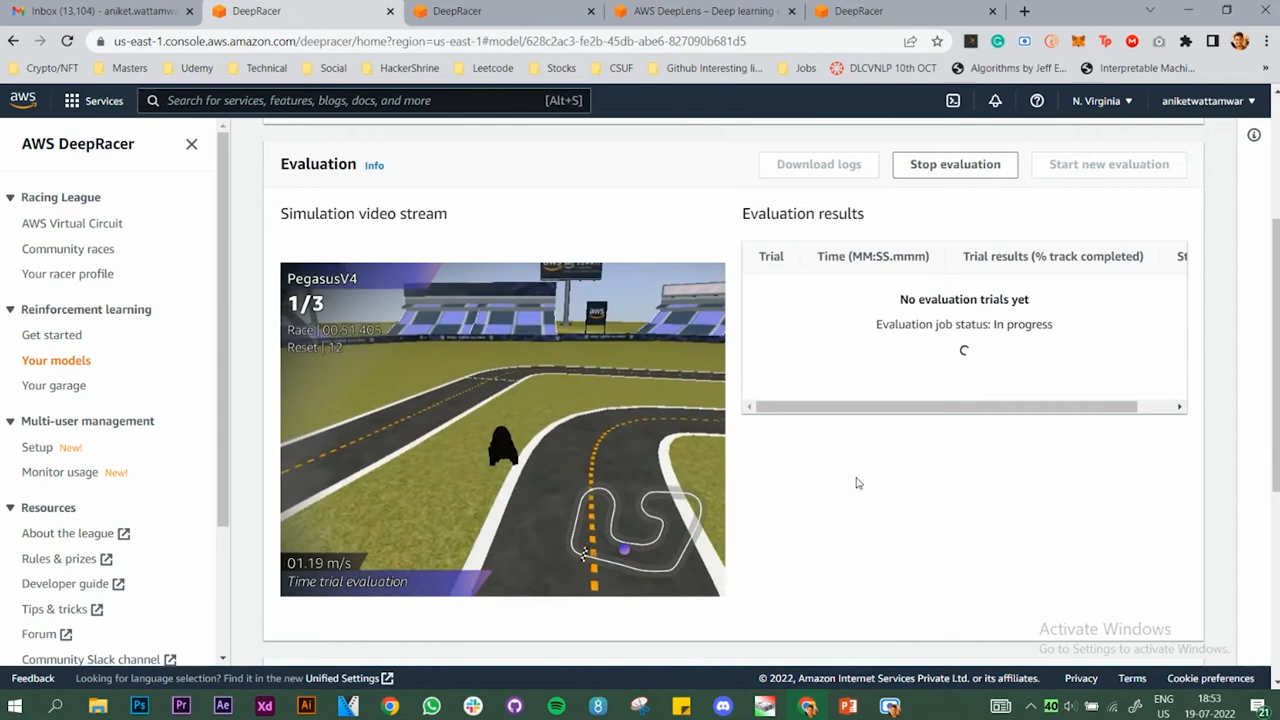 Inbox (13,104) - aniket.wattamwa
DeepRacer
DeepRacer
AWS DeepLens – Deep learning
DeepRacer
us-east-1.console.aws.amazon.com/deepracer/home?region=us-east-1#model/628c2ac3-fe2b-45db-abe6-827090b681d5
Crypto/NFT
Masters
Udemy
Technical
Social
HackerShrine
Leetcode
Stocks
CSUF
Github Interesting li...
Jobs
DLCVNLP 10th OCT
Algorithms by Jeff E...
Interpretable Machi...
»
aws
Services
Search for services, features, blogs, docs, and more
[Alt+S]
N. Virginia
aniketwattamwar
AWS DeepRacer
Racing League
AWS Virtual Circuit
Community races
Your racer profile
Reinforcement learning
Get started
Your models
Your garage
Multi-user management
Setup New!
Monitor usage New!
Resources
About the league
Rules & prizes
Developer guide
Tips & tricks
Forum
Community Slack channel
Evaluation Info
Download logs
Stop evaluation
Start new evaluation
Simulation video stream
PegasusV4
1/3
Race | 00:51.405
Reset | 12
aws
01.19 m/s
Time trial evaluation
Evaluation results
Trial
Time (MM:SS.mmm)
Trial results (% track completed)
St
No evaluation trials yet
Evaluation job status: In progress
Activate Windows
Go to Settings to activate Windows.
Feedback
Looking for language selection? Find it in the new Unified Settings
© 2022, Amazon Internet Services Private Ltd. or its affiliates.
Privacy
Terms
Cookie preferences
Ps
Pr
Ae
Xd
Ai
40
ENG
US
18:53
19-07-2022
21